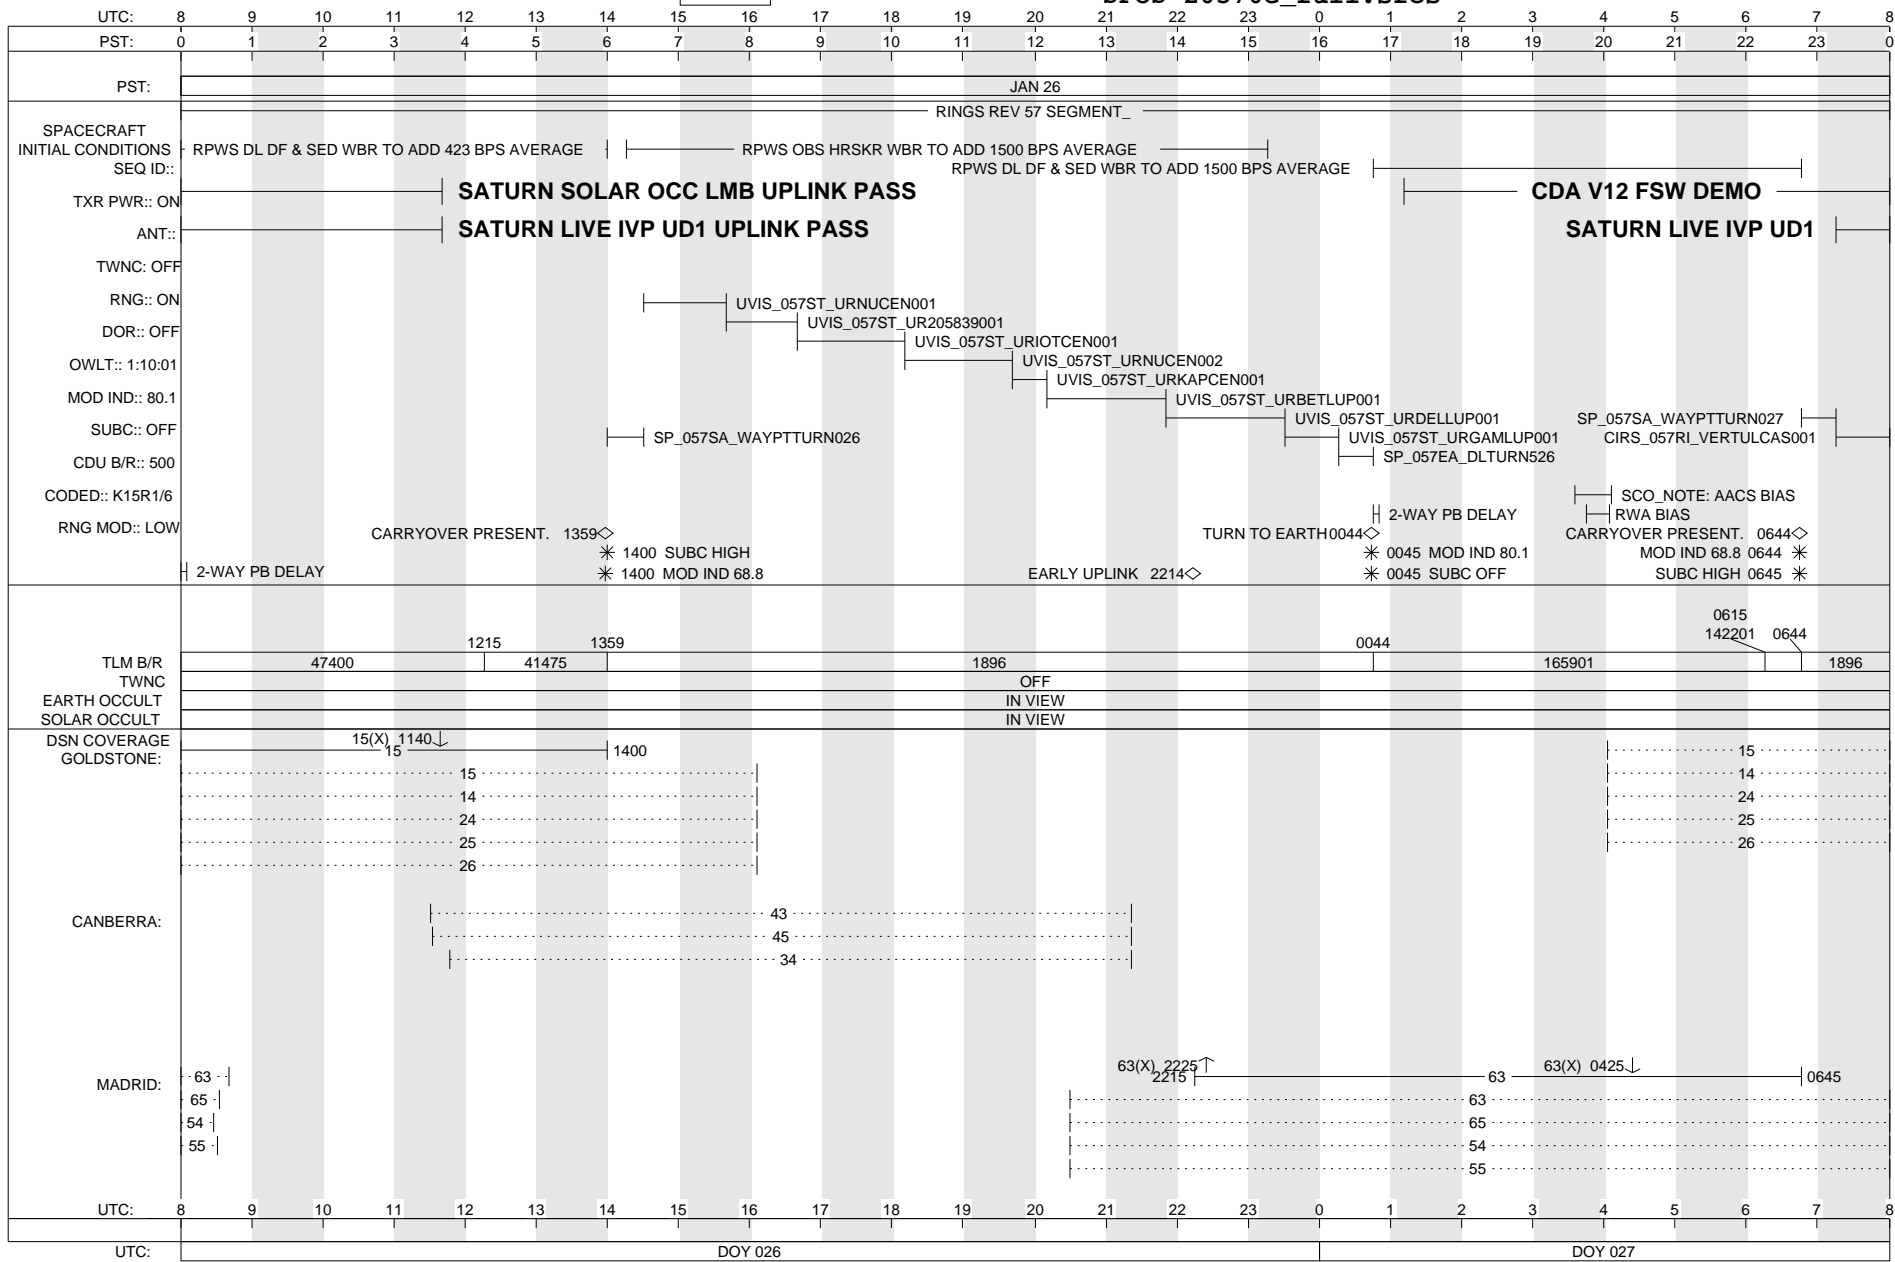 UTC: 8 9 10 11 12 13 14 15 16 17 18 19 20 21 22 23 0 1 2 3 4 5 6 7 8
PST: 0 1 2 3 4 5 6 7 8 9 10 11 12 13 14 15 16 17 18 19 20 21 22 23 0
PST: JAN 26
RINGS REV 57 SEGMENT_
SPACECRAFT
INITIAL CONDITIONS RPWS DL DF & SED WBR TO ADD 423 BPS AVERAGE RPWS OBS HRSKR WBR TO ADD 1500 BPS AVERAGE
SEQ ID:: RPWS DL DF & SED WBR TO ADD 1500 BPS AVERAGE
SATURN SOLAR OCC LMB UPLINK PASS CDA V12 FSW DEMO
TXR PWR:: ON
ANT:: SATURN LIVE IVP UD1 UPLINK PASS SATURN LIVE IVP UD1
TWNC: OFF
RNG:: ON UVIS_057ST_URNUCEN001
UVIS_057ST_UR205839001
DOR:: OFF
UVIS_057ST_URIOTCEN001
OWLT:: 1:10:01 UVIS_057ST_URNUCEN002
UVIS_057ST_URKAPCEN001
MOD IND:: 80.1 UVIS_057ST_URBETLUP001
UVIS_057ST_URDELLUP001 SP_057SA_WAYPTTURN027
SUBC:: OFF SP_057SA_WAYPTTURN026 UVIS_057ST_URGAMLUP001 CIRS_057RI_VERTULCAS001
CDU B/R:: 500 SP_057EA_DLTURN526
CODED:: K15R1/6 SCO_NOTE: AACS BIAS
2-WAY PB DELAY RWA BIAS
RNG MOD:: LOW CARRYOVER PRESENT. 1359 TURN TO EARTH 0044 CARRYOVER PRESENT. 0644
1400 SUBC HIGH 0045 MOD IND 80.1 MOD IND 68.8 0644
2-WAY PB DELAY 1400 MOD IND 68.8 EARLY UPLINK 2214 0045 SUBC OFF SUBC HIGH 0645
0615
1215 1359 0044 142201 0644
TLM B/R 47400 41475 1896 165901 1896
TWNC OFF
EARTH OCCULT IN VIEW
SOLAR OCCULT IN VIEW
DSN COVERAGE 15(X) 1140
GOLDSTONE: 15 1400 15
15 14
14 24
24 25
25 26
26
CANBERRA: 43
45
34
63(X) 2225 63(X) 0425
MADRID: 63 2215 63 0645
65 63
54 65
55 54
55
UTC: 8 9 10 11 12 13 14 15 16 17 18 19 20 21 22 23 0 1 2 3 4 5 6 7 8
UTC: DOY 026 DOY 027